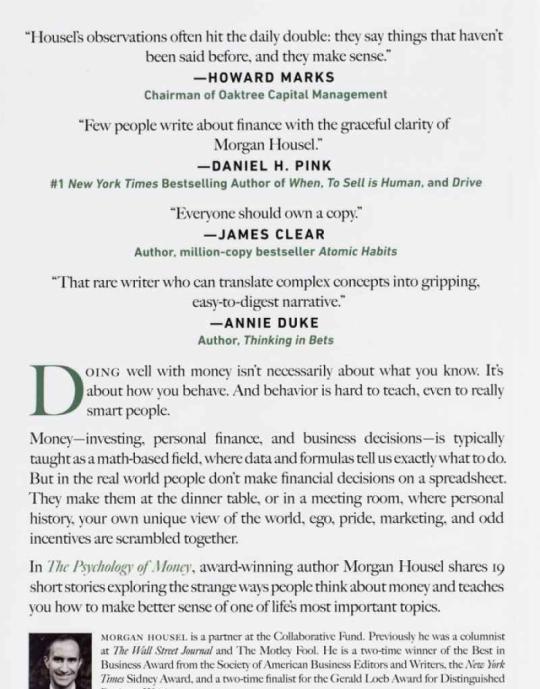 “Housel’s observations often hit the daily double: they say things that haven’t
been said before, and they make sense.”
—HOWARD MARKS
Chairman of Oaktree Capital Management
“Few people write about finance with the graceful clarity of
Morgan Housel.”
—DANIEL H. PINK
#1 New York Times Bestselling Author of When, To Sell is Human, and Drive
“Everyone should own a copy.”
—JAMES CLEAR
Author, million-copy bestseller Atomic Habits
“That rare writer who can translate complex concepts into gripping,
easy-to-digest narrative.”
—ANNIE DUKE
Author, Thinking in Bets
DOING well with money isn’t necessarily about what you know. It’s
about how you behave. And behavior is hard to teach, even to really
smart people.
Money—investing, personal finance, and business decisions—is typically
taught as a math-based field, where data and formulas tell us exactly what to do.
But in the real world people don’t make financial decisions on a spreadsheet.
They make them at the dinner table, or in a meeting room, where personal
history, your own unique view of the world, ego, pride, marketing, and odd
incentives are scrambled together.
In The Psychology of Money, award-winning author Morgan Housel shares 19
short stories exploring the strange ways people think about money and teaches
you how to make better sense of one of life’s most important topics.
MORGAN HOUSEL is a partner at the Collaborative Fund. Previously he was a columnist
at The Wall Street Journal and The Motley Fool. He is a two-time winner of the Best in
Business Award from the Society of American Business Editors and Writers, the New York
Times Sidney Award, and a two-time finalist for the Gerald Loeb Award for Distinguished